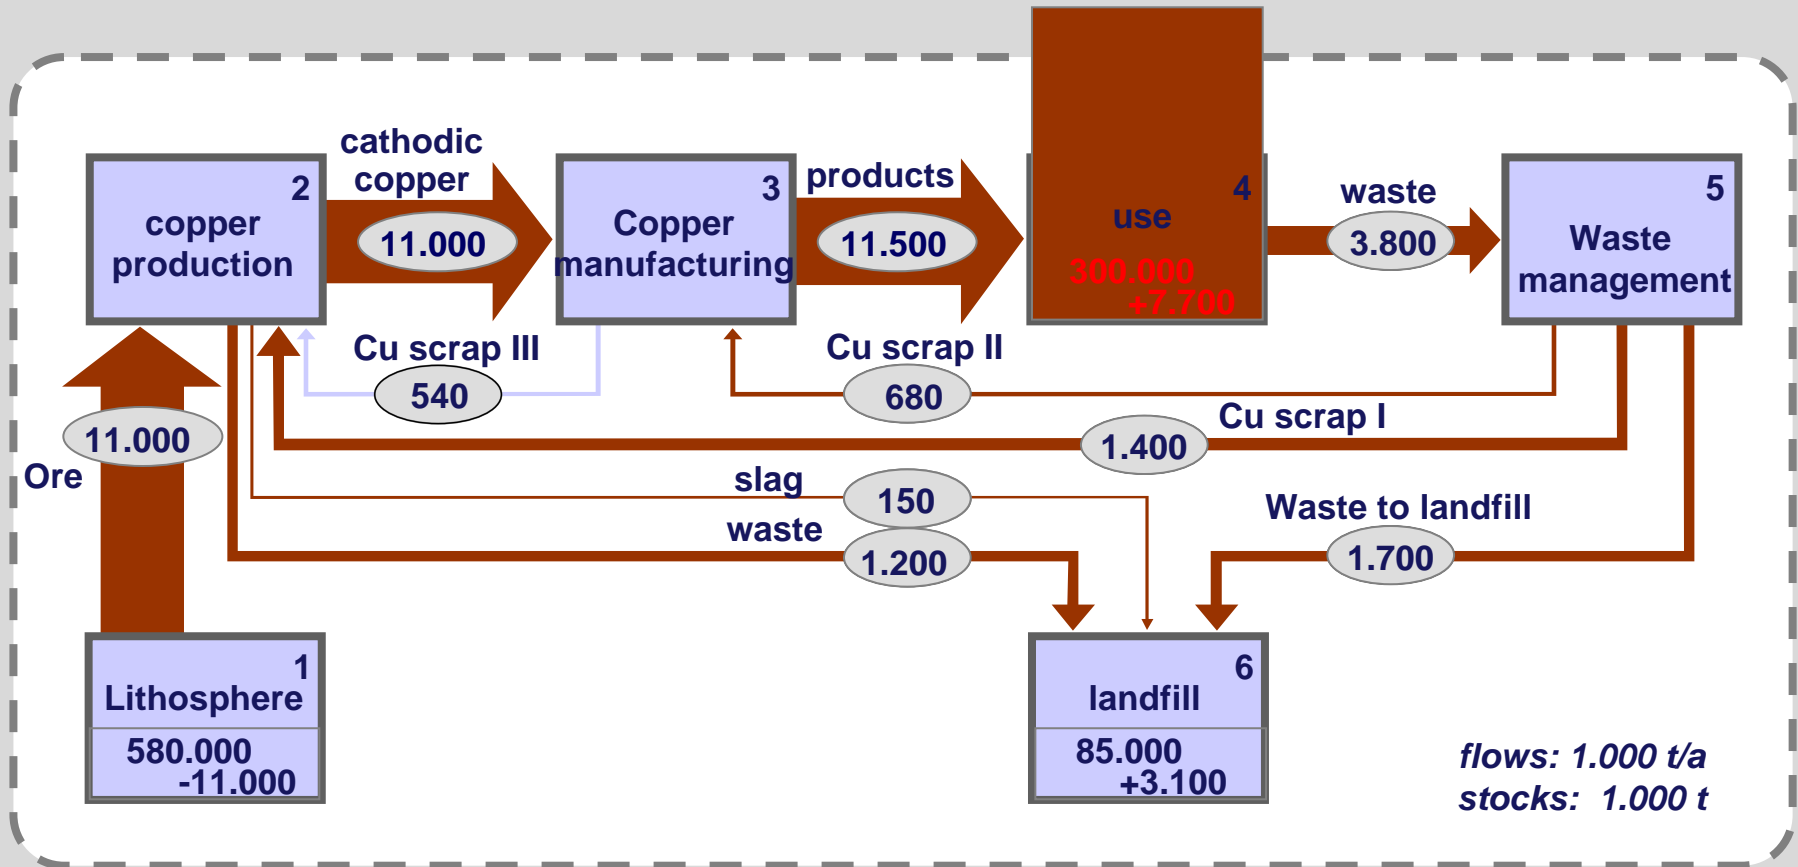 cathodic
copper
11.000
products
11.500
waste
3.800
2
copper
production
3
Copper
manufacturing
4
use
300.000
+7.700
5
Waste
management
Cu scrap III
540
Cu scrap II
680
Cu scrap I
1.400
11.000
Ore
slag
150
waste
1.200
Waste to landfill
1.700
1
Lithosphere
580.000
-11.000
6
landfill
85.000
+3.100
flows: 1.000 t/a
stocks: 1.000 t